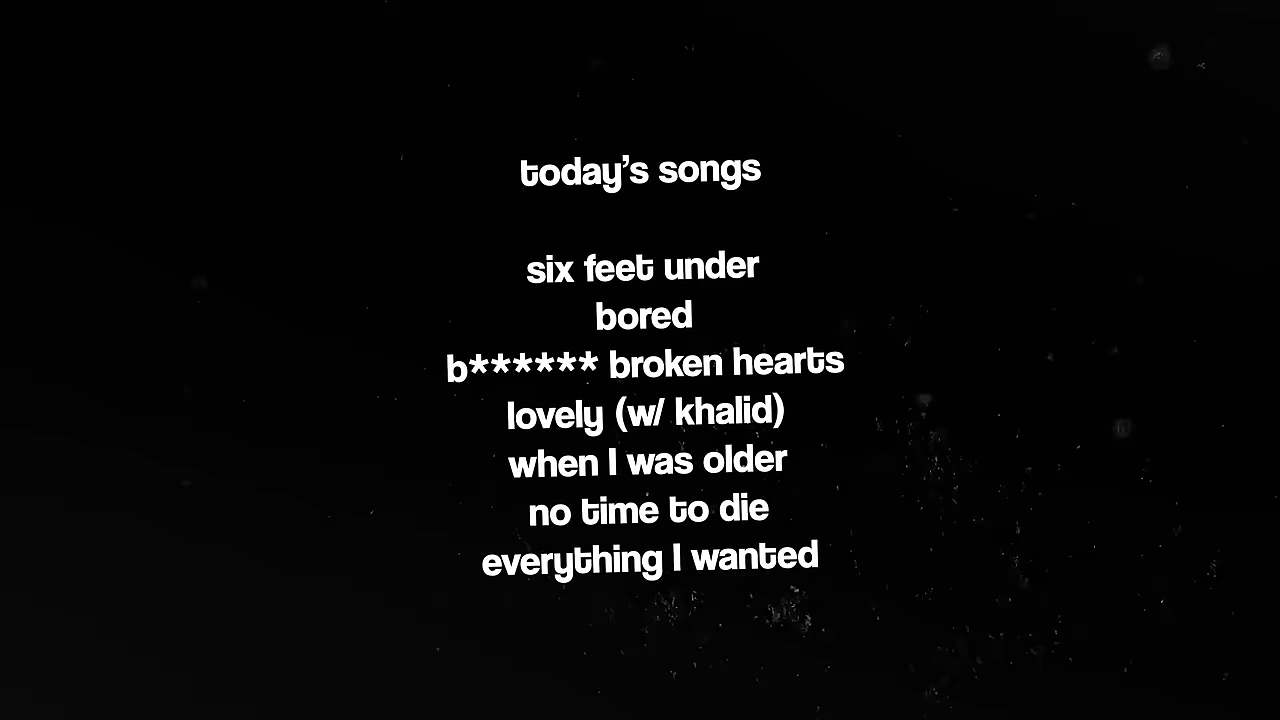 today's songs
six feet under
bored
b****** broken hearts
lovely (w/ khalid)
when I was older
no time to die
everything I wanted